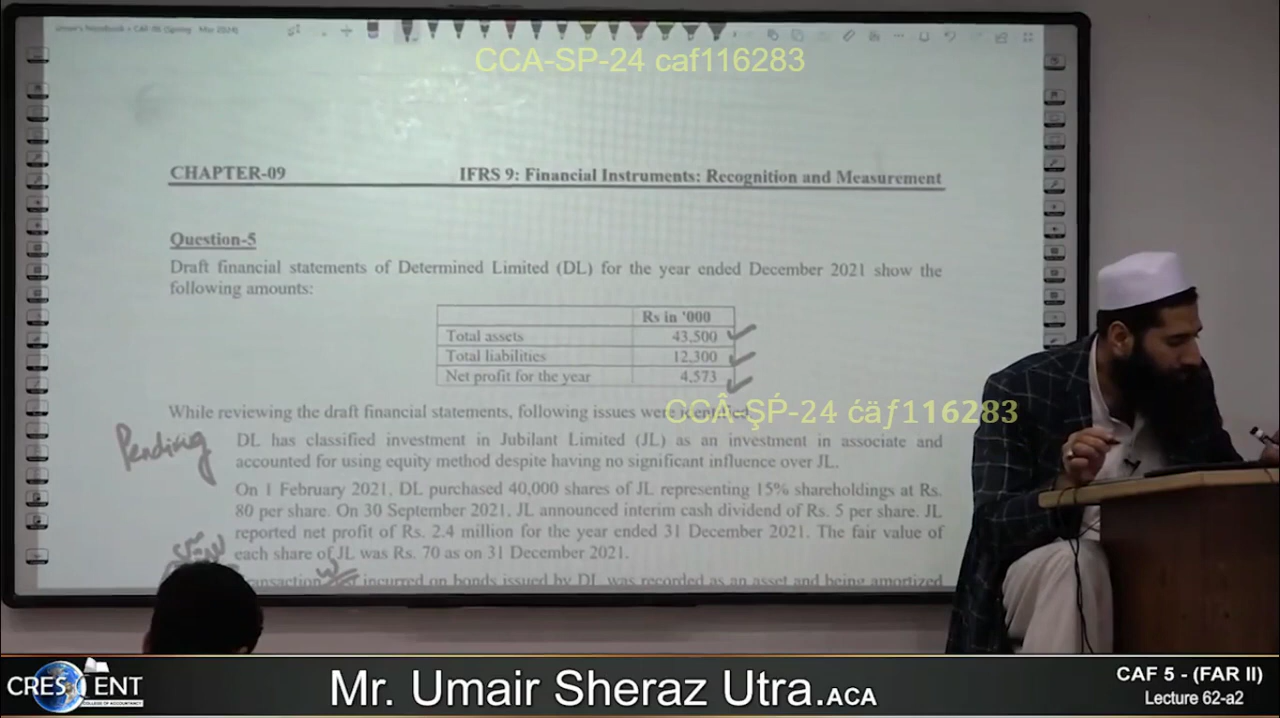 CCA-SP-24 caf116283
CHAPTER-09 IFRS 9: Financial Instruments: Recognition and Measurement
Question-5
Draft financial statements of Determined Limited (DL) for the year ended December 2021 show the
following amounts:
Rs in '000
Total assets 43,500
Total liabilities 12,300
Net profit for the year 4,573
While reviewing the draft financial statements, following issues were
CCÂ-ŞṔ-24 ćäƒ116283
Pending
DL has classified investment in Jubilant Limited (JL) as an investment in associate and
accounted for using equity method despite having no significant influence over JL.
On 1 February 2021, DL purchased 40,000 shares of JL representing 15% shareholdings at Rs.
80 per share. On 30 September 2021, JL announced interim cash dividend of Rs. 5 per share. JL
reported net profit of Rs. 2.4 million for the year ended 31 December 2021. The fair value of
each share of JL was Rs. 70 as on 31 December 2021.
incurred on bonds issued by DL was recorded as an asset and being amortized
CRESCENT
COLLEGE OF ACCOUNTANCY
Mr. Umair Sheraz Utra.ACA
CAF 5 - (FAR II)
Lecture 62-a2